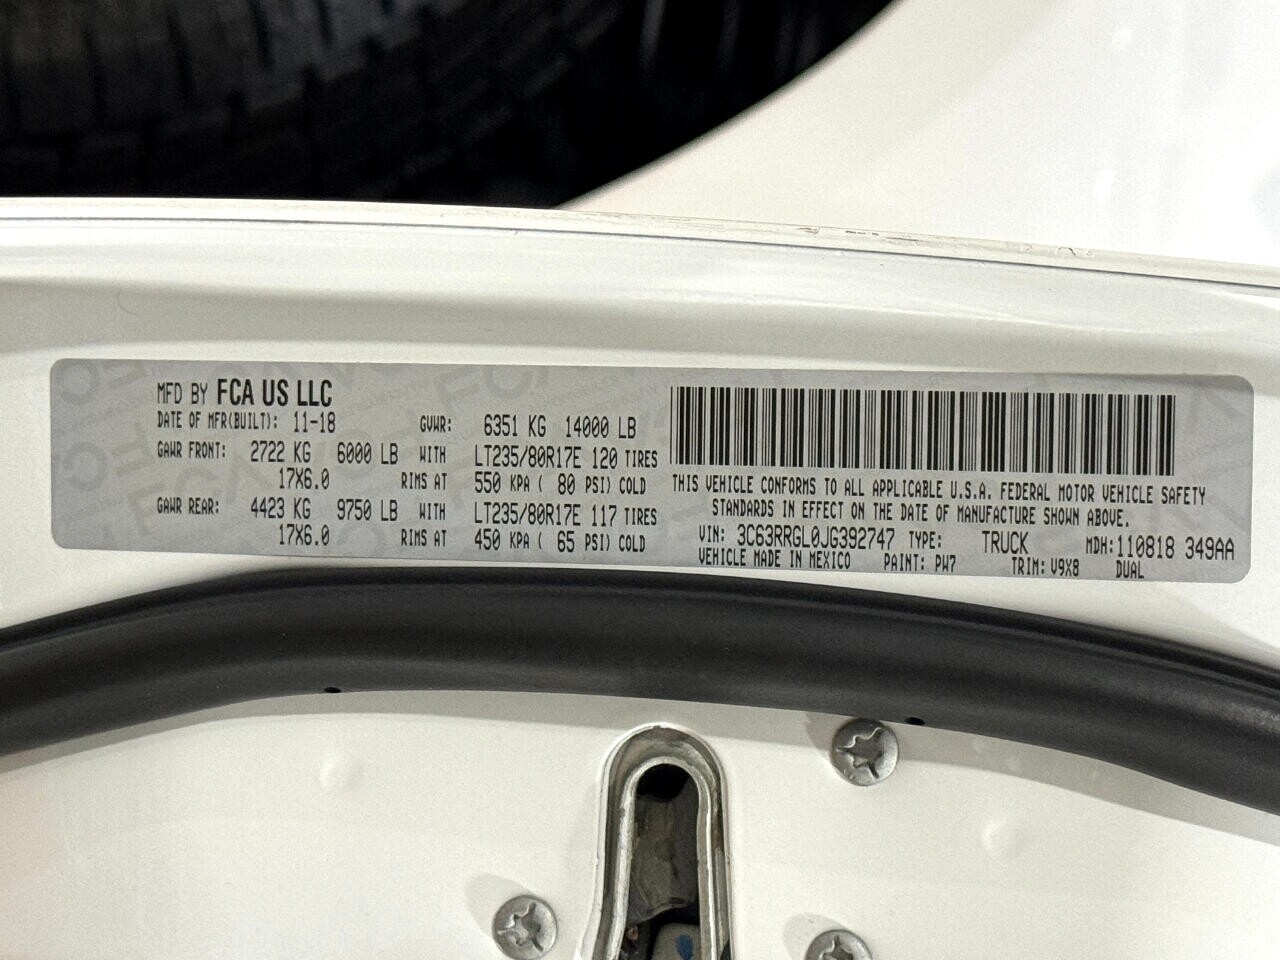 MFD BY FCA US LLC
DATE OF MFR(BUILT): 11-18 GVWR: 6351 KG 14000 LB
GAWR FRONT: 2722 KG 6000 LB WITH LT235/80R17E 120 TIRES
17X6.0 RIMS AT 550 KPA ( 80 PSI) COLD
GAWR REAR: 4423 KG 9750 LB WITH LT235/80R17E 117 TIRES
17X6.0 RIMS AT 450 KPA ( 65 PSI) COLD
THIS VEHICLE CONFORMS TO ALL APPLICABLE U.S.A. FEDERAL MOTOR VEHICLE SAFETY
STANDARDS IN EFFECT ON THE DATE OF MANUFACTURE SHOWN ABOVE.
VIN: 3C63RRGL0JG392747 TYPE: TRUCK MDH:110818 349AA
VEHICLE MADE IN MEXICO PAINT: PW7 TRIM: V9X8 DUAL